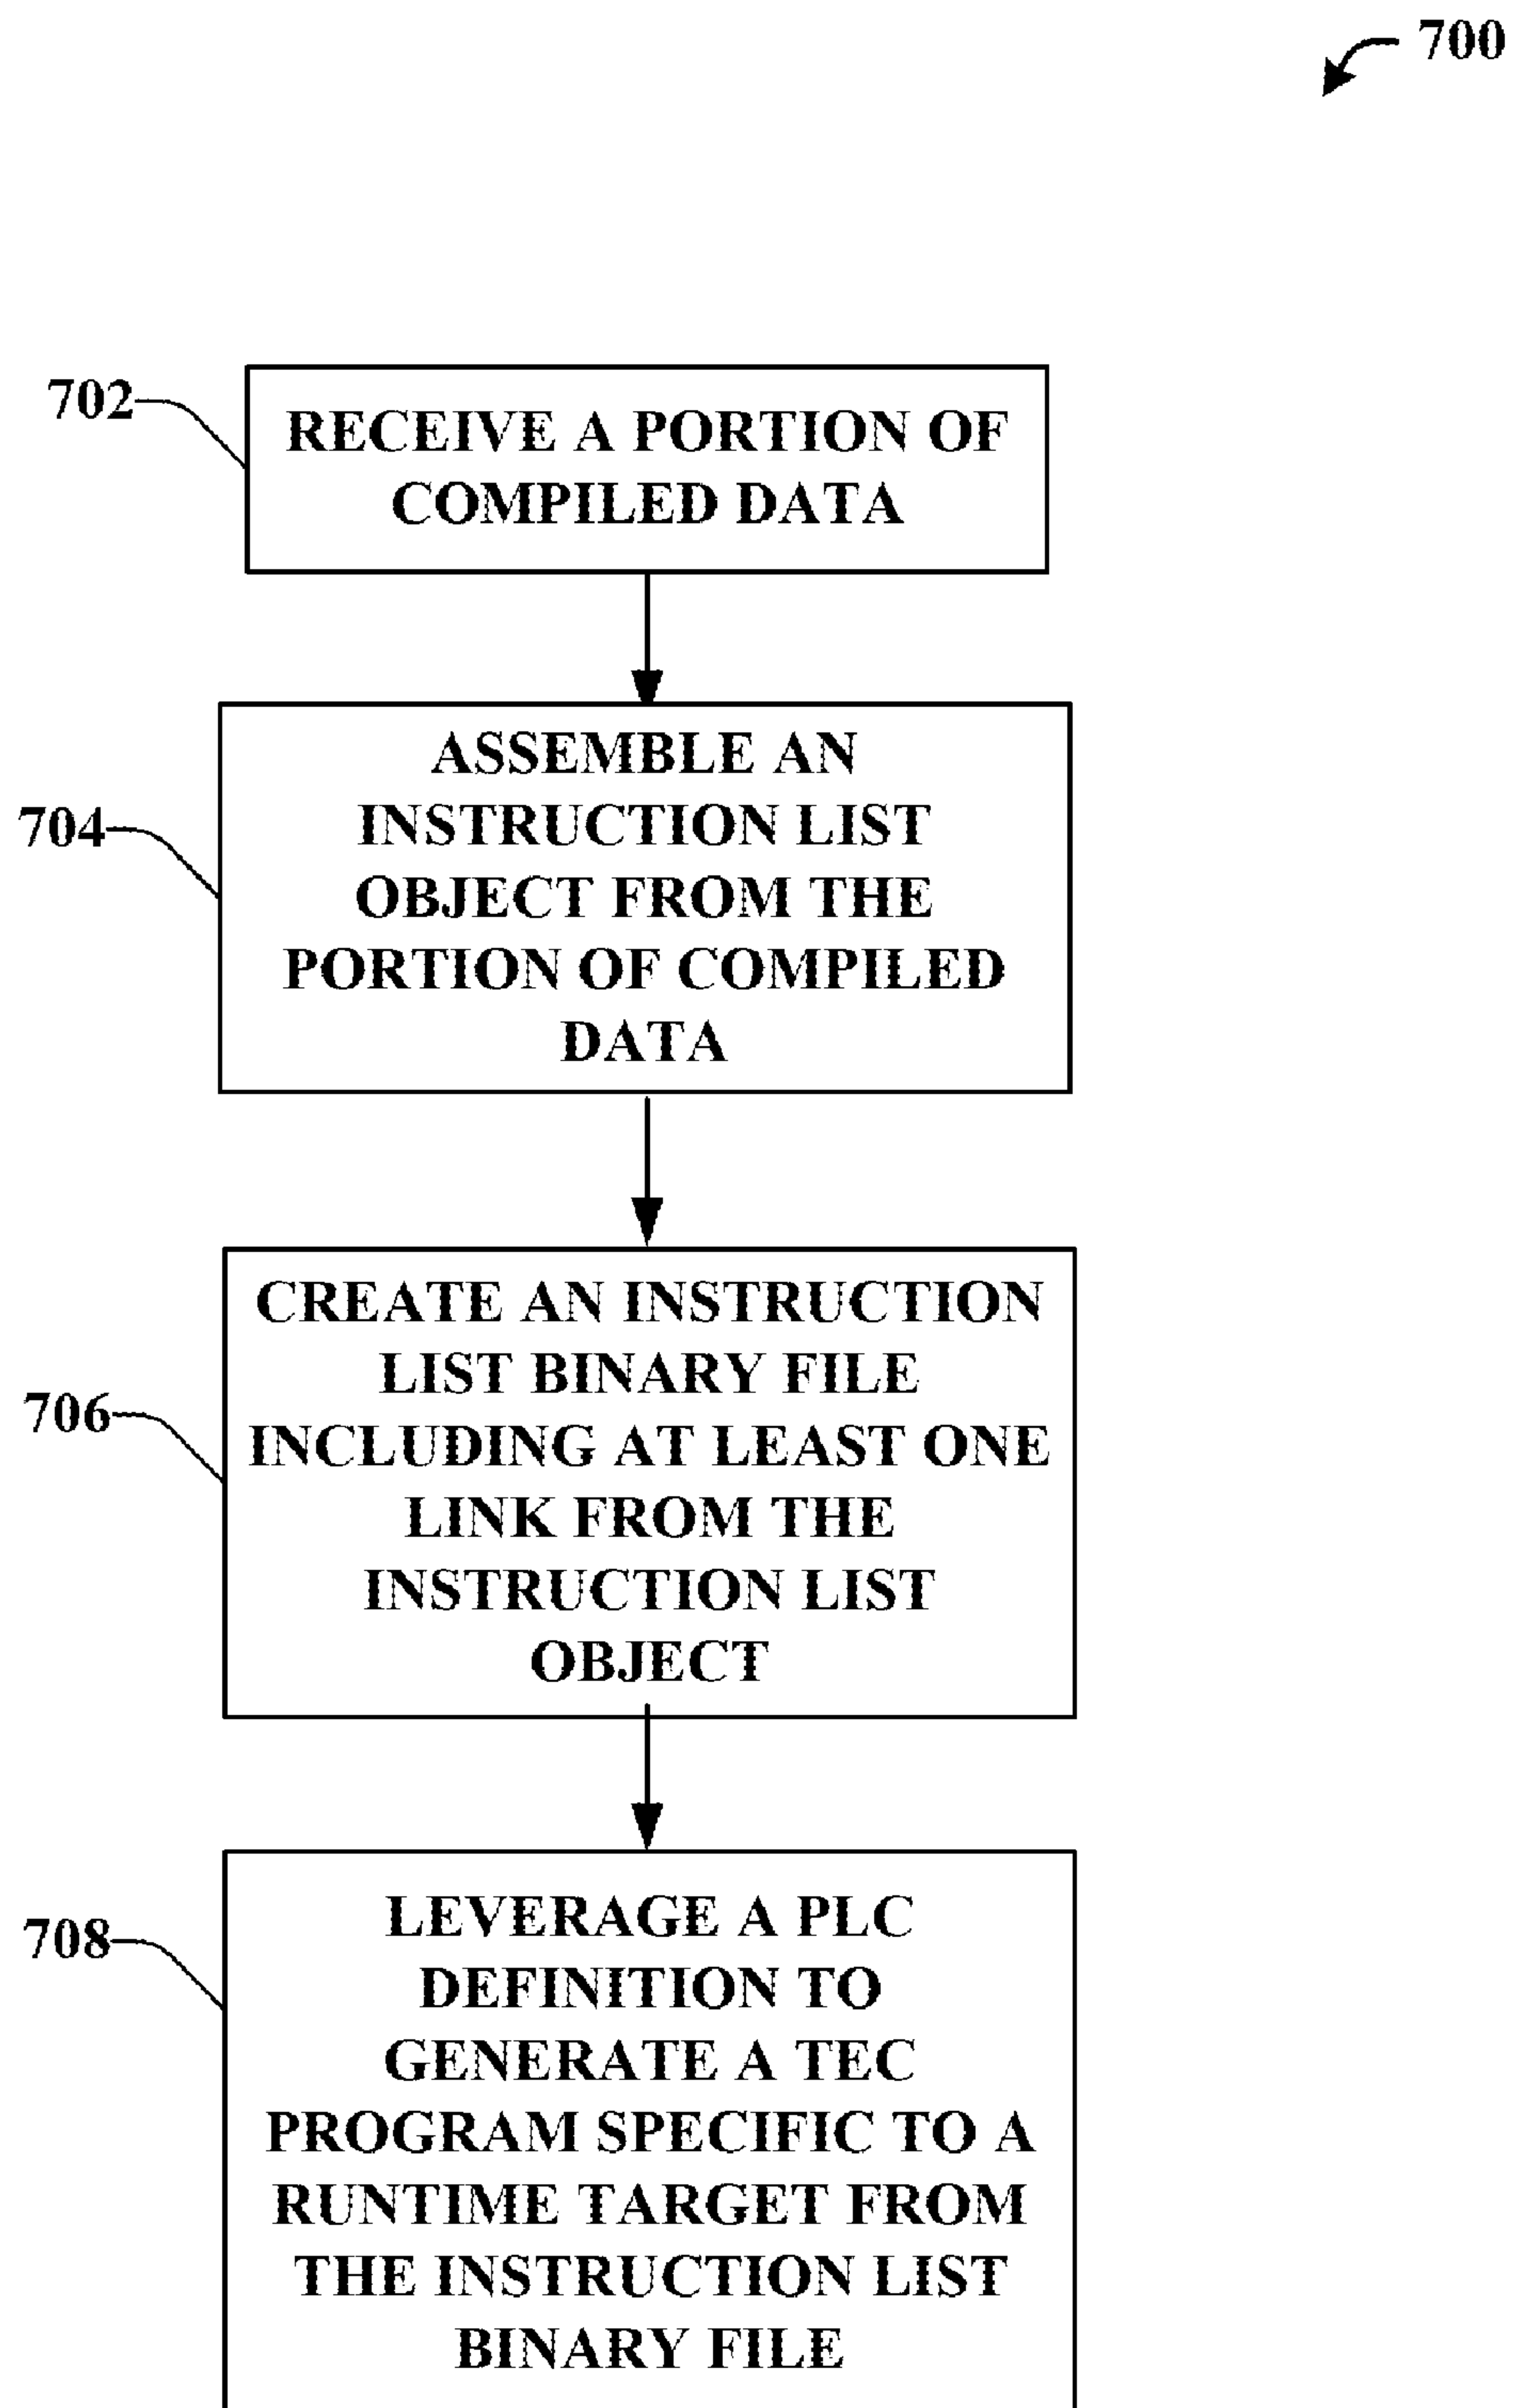 700
702
RECEIVE A PORTION OF
COMPILED DATA
704
ASSEMBLE AN
INSTRUCTION LIST
OBJECT FROM THE
PORTION OF COMPILED
DATA
706
CREATE AN INSTRUCTION
LIST BINARY FILE
INCLUDING AT LEAST ONE
LINK FROM THE
INSTRUCTION LIST
OBJECT
708
LEVERAGE A PLC
DEFINITION TO
GENERATE A TEC
PROGRAM SPECIFIC TO A
RUNTIME TARGET FROM
THE INSTRUCTION LIST
BINARY FILE